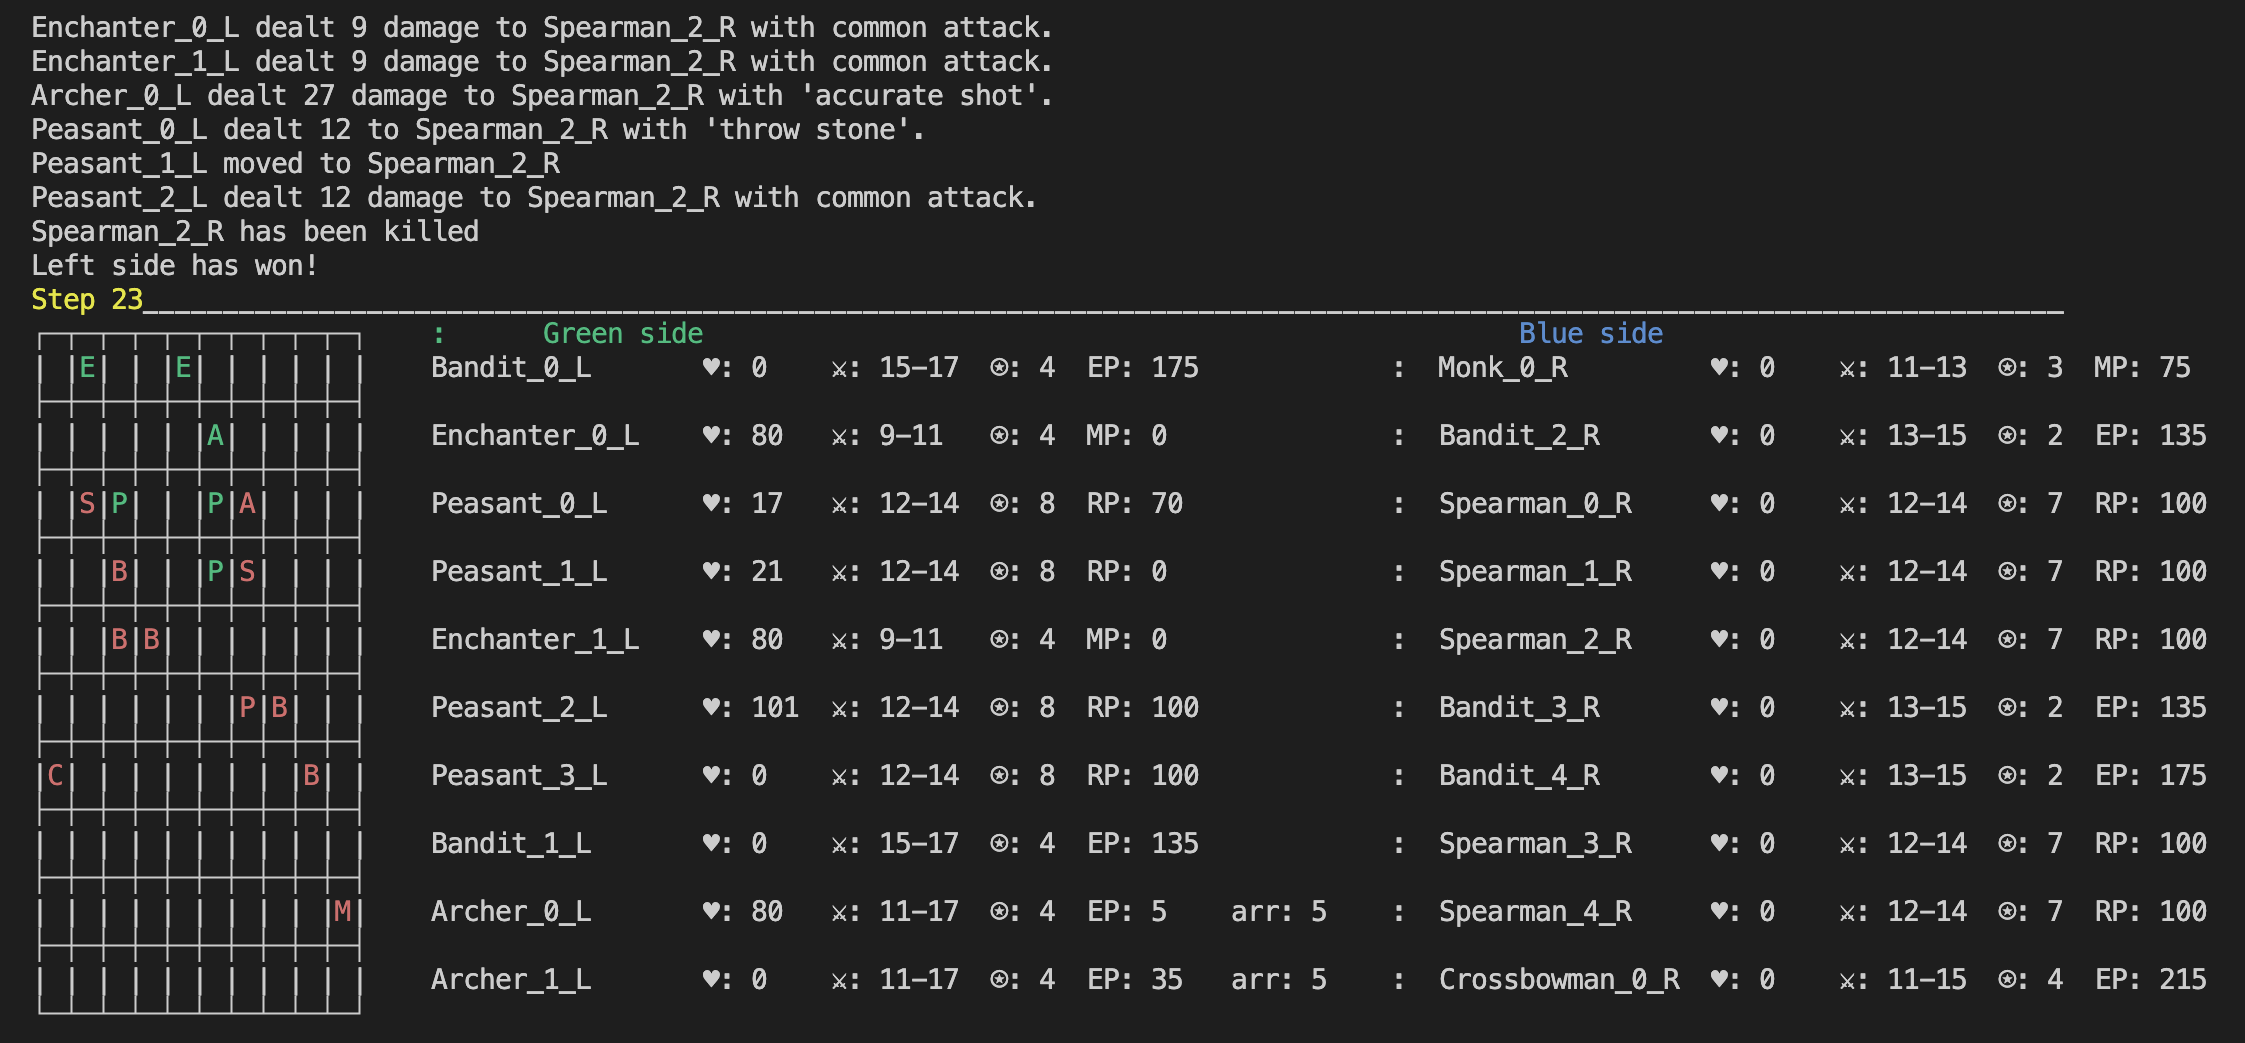 Enchanter_0_L dealt 9 damage to Spearman_2_R with common attack.
Enchanter_1_L dealt 9 damage to Spearman_2_R with common attack.
Archer_0_L dealt 27 damage to Spearman_2_R with 'accurate shot'.
Peasant_0_L dealt 12 to Spearman_2_R with 'throw stone'.
Peasant_1_L moved to Spearman_2_R
Peasant_2_L dealt 12 damage to Spearman_2_R with common attack.
Spearman_2_R has been killed
Left side has won!
Step 23
: Green side Blue side
E E Bandit_0_L ♥: 0 ⚔: 15-17 ⊛: 4 EP: 175 : Monk_0_R ♥: 0 ⚔: 11-13 ⊛: 3 MP: 75
A Enchanter_0_L ♥: 80 ⚔: 9-11 ⊛: 4 MP: 0 : Bandit_2_R ♥: 0 ⚔: 13-15 ⊛: 2 EP: 135
S P P A Peasant_0_L ♥: 17 ⚔: 12-14 ⊛: 8 RP: 70 : Spearman_0_R ♥: 0 ⚔: 12-14 ⊛: 7 RP: 100
B P S Peasant_1_L ♥: 21 ⚔: 12-14 ⊛: 8 RP: 0 : Spearman_1_R ♥: 0 ⚔: 12-14 ⊛: 7 RP: 100
B B Enchanter_1_L ♥: 80 ⚔: 9-11 ⊛: 4 MP: 0 : Spearman_2_R ♥: 0 ⚔: 12-14 ⊛: 7 RP: 100
P B Peasant_2_L ♥: 101 ⚔: 12-14 ⊛: 8 RP: 100 : Bandit_3_R ♥: 0 ⚔: 13-15 ⊛: 2 EP: 135
C B Peasant_3_L ♥: 0 ⚔: 12-14 ⊛: 8 RP: 100 : Bandit_4_R ♥: 0 ⚔: 13-15 ⊛: 2 EP: 175
Bandit_1_L ♥: 0 ⚔: 15-17 ⊛: 4 EP: 135 : Spearman_3_R ♥: 0 ⚔: 12-14 ⊛: 7 RP: 100
M Archer_0_L ♥: 80 ⚔: 11-17 ⊛: 4 EP: 5 arr: 5 : Spearman_4_R ♥: 0 ⚔: 12-14 ⊛: 7 RP: 100
Archer_1_L ♥: 0 ⚔: 11-17 ⊛: 4 EP: 35 arr: 5 : Crossbowman_0_R ♥: 0 ⚔: 11-15 ⊛: 4 EP: 215